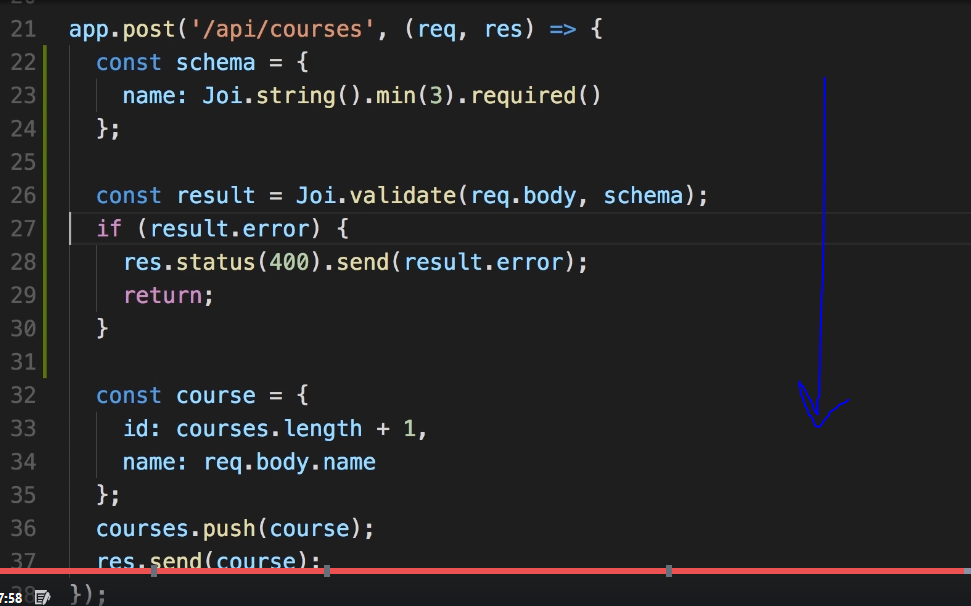 21 app.post('/api/courses', (req, res) => {
22   const schema = {
23     name: Joi.string().min(3).required()
24   };
25
26   const result = Joi.validate(req.body, schema);
27   if (result.error) {
28     res.status(400).send(result.error);
29     return;
30   }
31
32   const course = {
33     id: courses.length + 1,
34     name: req.body.name
35   };
36   courses.push(course);
37   res.send(course);
38 });
7:58